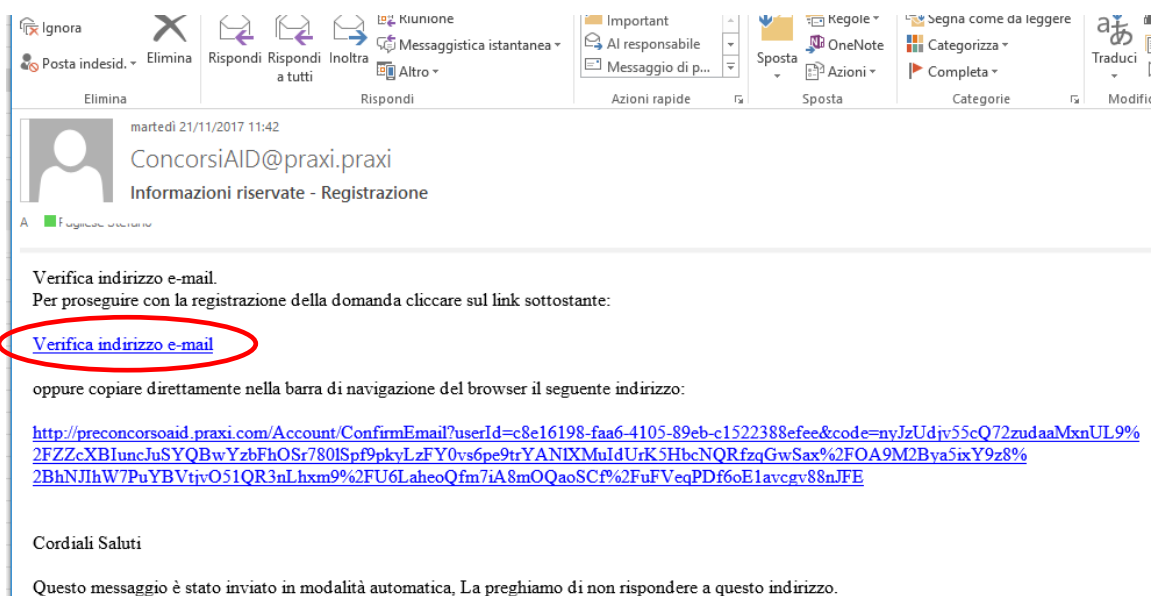 Ignora
Posta indesid.
Elimina
Rispondi
Rispondi a tutti
Inoltra
Riunione
Messaggistica istantanea
Altro
Important
Al responsabile
Messaggio di p...
Sposta
Regole
OneNote
Azioni
Segna come da leggere
Categorizza
Completa
Traduci
Elimina
Rispondi
Azioni rapide
Sposta
Categorie
martedì 21/11/2017 11:42
ConcorsiAID@praxi.praxi
Informazioni riservate - Registrazione
A
Verifica indirizzo e-mail.
Per proseguire con la registrazione della domanda cliccare sul link sottostante:
Verifica indirizzo e-mail
oppure copiare direttamente nella barra di navigazione del browser il seguente indirizzo:
http://preconcorsoaid.praxi.com/Account/ConfirmEmail?userId=c8e16198-faa6-4105-89eb-c1522388efee&code=nyJzUdjv55cQ72zudaaMxnUL9%
2FZZcXBIuncJuSYQBwYzbFhOSr780lSpf9pkyLzFY0vs6pe9trYANlXMuIdUrK5HbcNQRfzqGwSax%2FOA9M2Bya5ixY9z8%
2BhNJIhW7PuYBVtjvO51QR3nLhxm9%2FU6LaheoQfm7iA8mOQaoSCf%2FuFVeqPDf6oE1avcgv88nJFE
Cordiali Saluti
Questo messaggio è stato inviato in modalità automatica, La preghiamo di non rispondere a questo indirizzo.